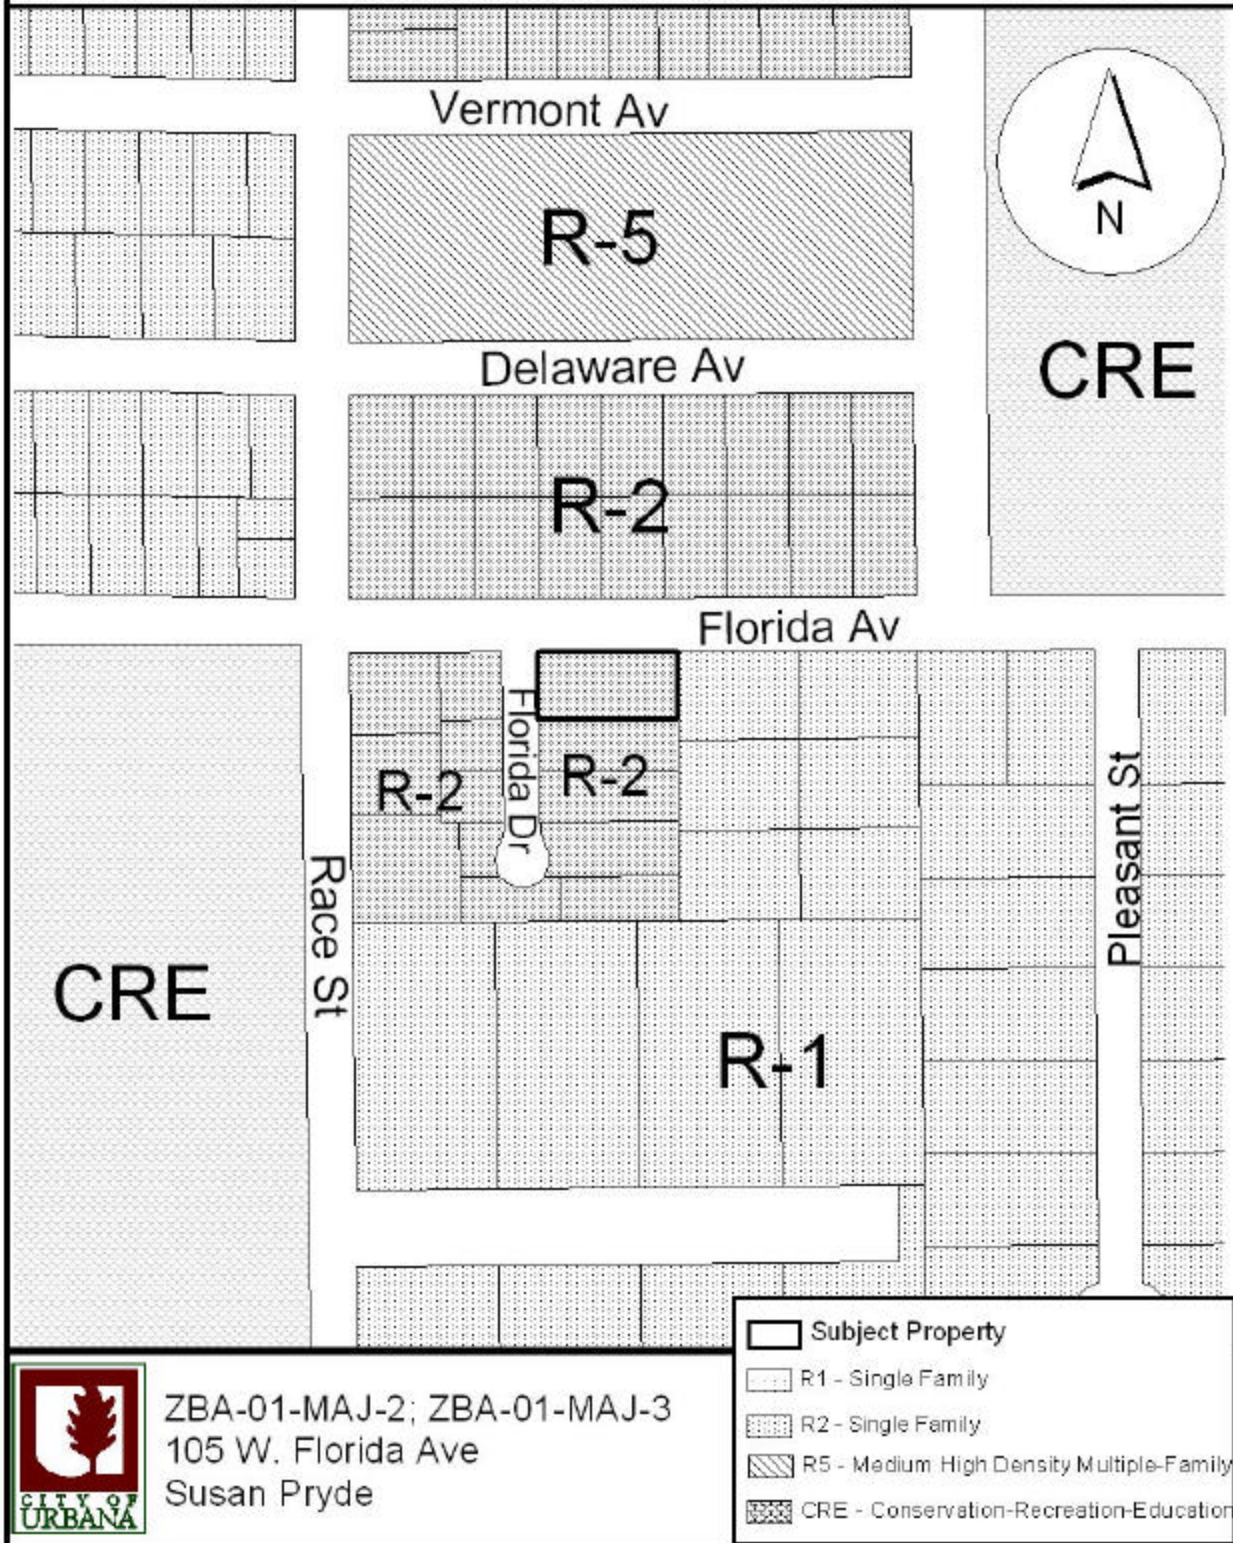 Vermont Av
R-5
N
Delaware Av
CRE
R-2
Florida Av
Florida Dr
R-2
R-2
Race St
Pleasant St
CRE
R-1
Subject Property
R1 - Single Family
R2 - Single Family
R5 - Medium High Density Multiple-Family
CRE - Conservation-Recreation-Education
CITY OF
URBANA
ZBA-01-MAJ-2; ZBA-01-MAJ-3
105 W. Florida Ave
Susan Pryde